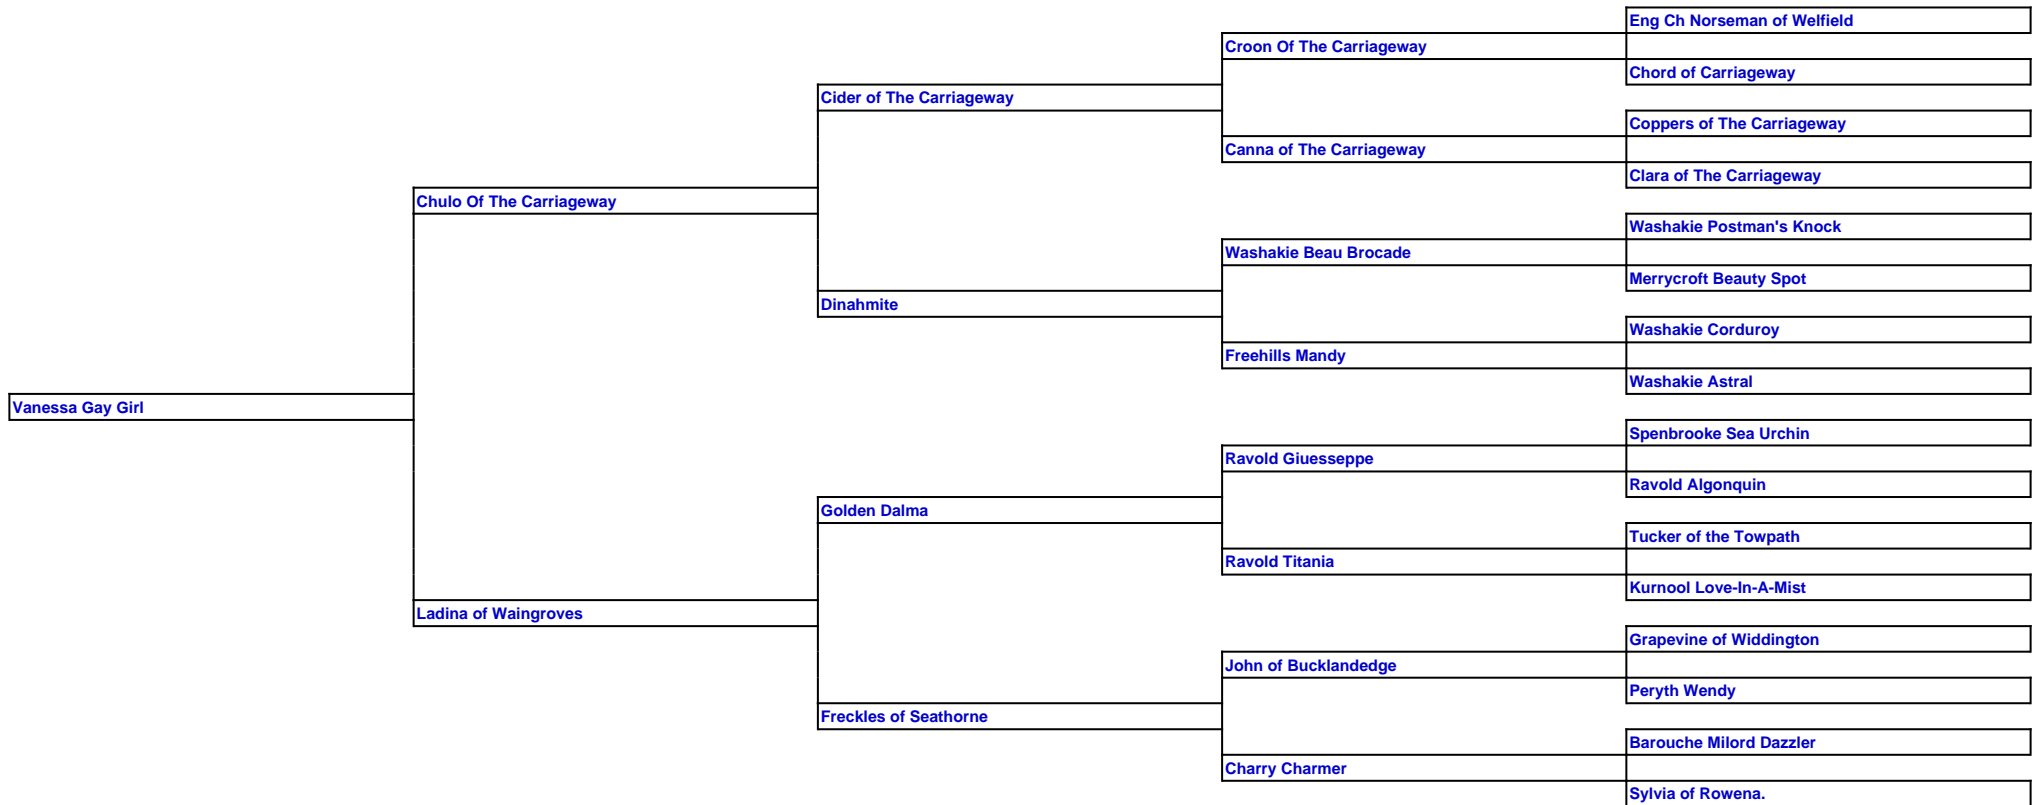 Eng Ch Norseman of Welfield
Croon Of The Carriageway
Chord of Carriageway
Cider of The Carriageway
Coppers of The Carriageway
Canna of The Carriageway
Clara of The Carriageway
Chulo Of The Carriageway
Washakie Postman's Knock
Washakie Beau Brocade
Merrycroft Beauty Spot
Dinahmite
Washakie Corduroy
Freehills Mandy
Washakie Astral
Vanessa Gay Girl
Spenbrooke Sea Urchin
Ravold Giuesseppe
Ravold Algonquin
Golden Dalma
Tucker of the Towpath
Ravold Titania
Kurnool Love-In-A-Mist
Ladina of Waingroves
Grapevine of Widdington
John of Bucklandedge
Peryth Wendy
Freckles of Seathorne
Barouche Milord Dazzler
Charry Charmer
Sylvia of Rowena.